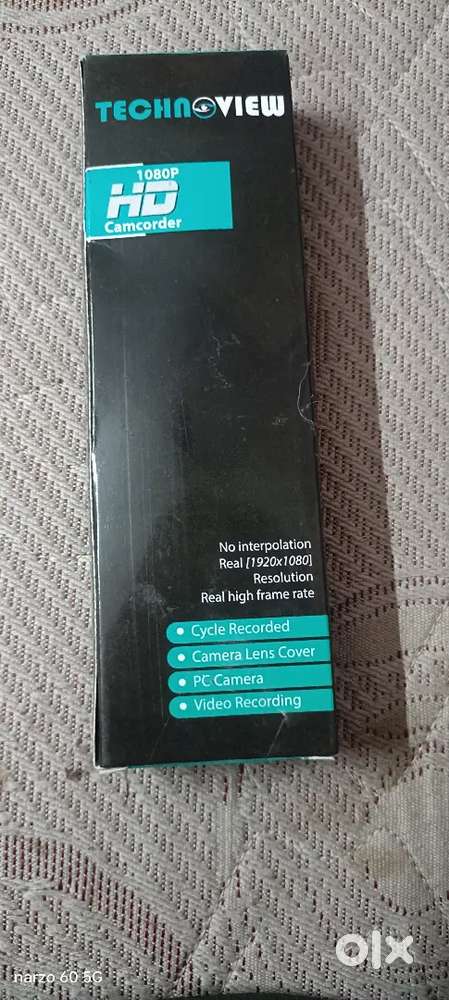 TECHNOVIEW
1080P
HD
Camcorder
No interpolation
Real [1920x1080]
Resolution
Real high frame rate
• Cycle Recorded
• Camera Lens Cover
• PC Camera
• Video Recording
olx
narzo 60 5G